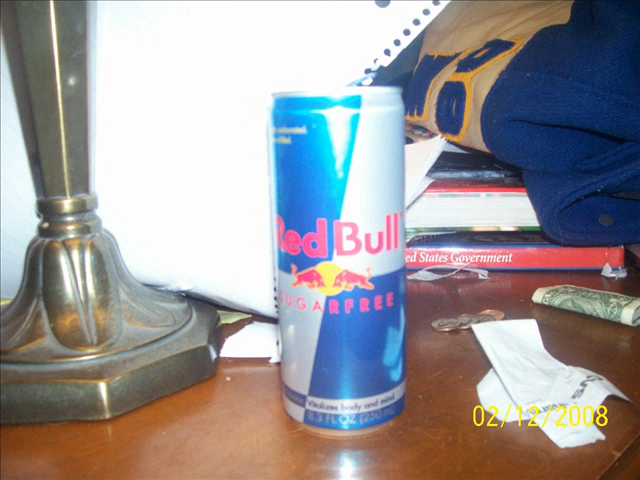 Red Bull
SUGARFREE
Vitalizes body and mind.
8.3 FL OZ (250 ml)
ed States Government
02/12/2008